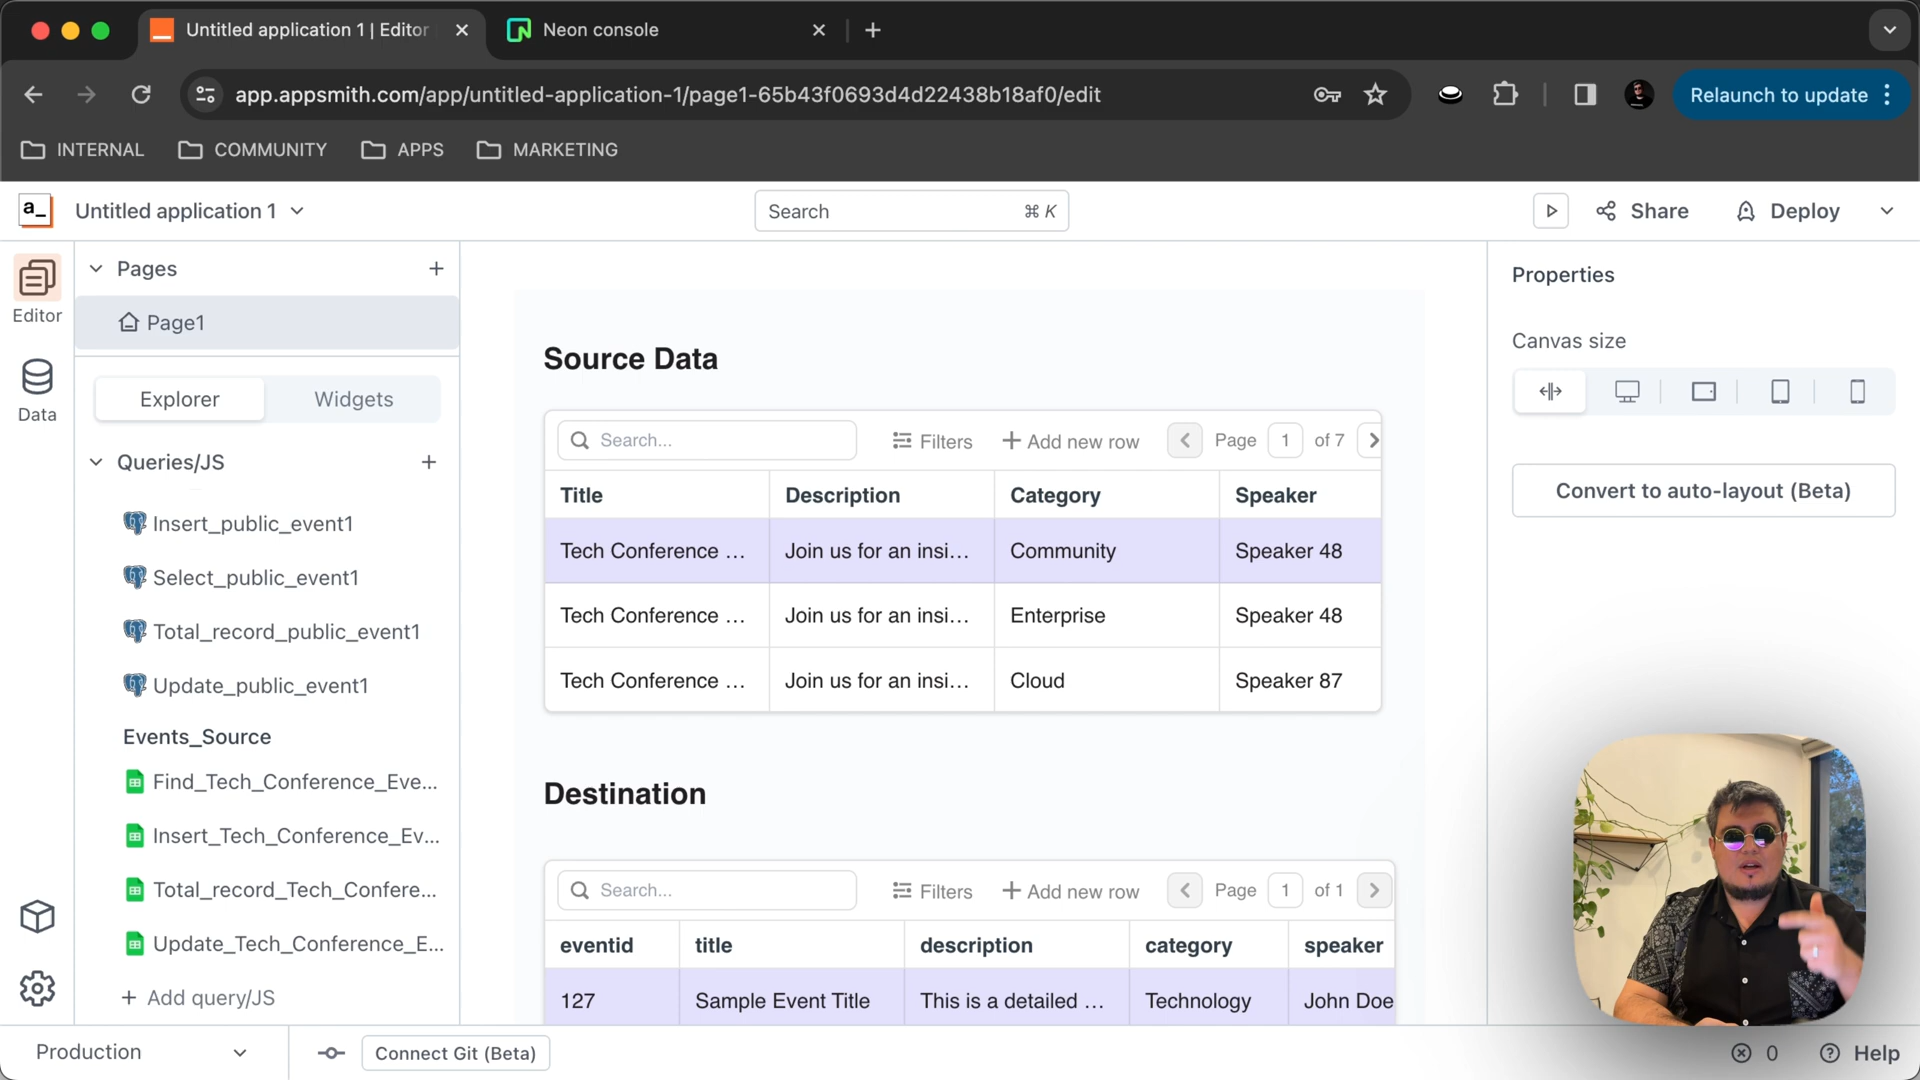 Untitled application 1 | Editor
Neon console
app.appsmith.com/app/untitled-application-1/page1-65b43f0693d4d22438b18af0/edit
Relaunch to update
INTERNAL
COMMUNITY
APPS
MARKETING
a_
Untitled application 1
Search
⌘ K
Share
Deploy
Editor
Data
Pages
Page1
Explorer
Widgets
Queries/JS
Insert_public_event1
Select_public_event1
Total_record_public_event1
Update_public_event1
Events_Source
Find_Tech_Conference_Eve...
Insert_Tech_Conference_Ev...
Total_record_Tech_Confere...
Update_Tech_Conference_E...
Add query/JS
Source Data
Search...
Filters
Add new row
Page 1 of 7
Title Description Category Speaker
Tech Conference ... Join us for an insi... Community Speaker 48
Tech Conference ... Join us for an insi... Enterprise Speaker 48
Tech Conference ... Join us for an insi... Cloud Speaker 87
Destination
Search...
Filters
Add new row
Page 1 of 1
eventid title description category speaker
127 Sample Event Title This is a detailed ... Technology John Doe
Properties
Canvas size
Convert to auto-layout (Beta)
Production
Connect Git (Beta)
0
Help